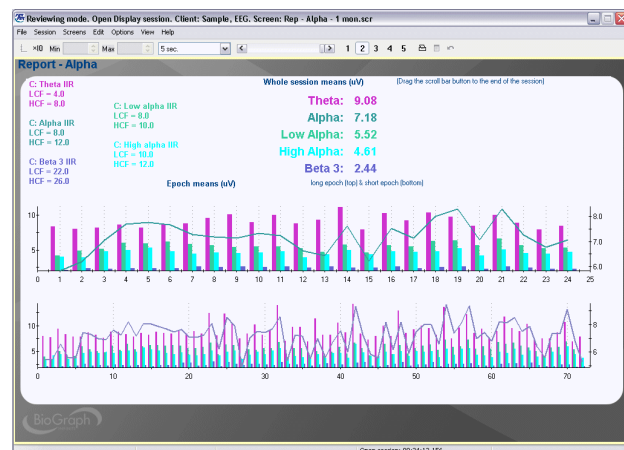 Reviewing mode. Open Display session. Client: Sample, EEG. Screen: Rep - Alpha - 1 mon.scr
File Session Screens Edit Options View Help
×10 Min Max 5 sec. 1 2 3 4 5
Report - Alpha
C: Theta IIR
LCF = 4.0
HCF = 8.0
C: Alpha IIR
LCF = 8.0
HCF = 12.0
C: Beta 3 IIR
LCF = 22.0
HCF = 26.0
C: Low alpha IIR
LCF = 8.0
HCF = 10.0
C: High alpha IIR
LCF = 10.0
HCF = 12.0
Whole session means (uV) (Drag the scroll bar button to the end of the session)
Theta: 9.08
Alpha: 7.18
Low Alpha: 5.52
High Alpha: 4.61
Beta 3: 2.44
Epoch means (uV) long epoch (top) & short epoch (bottom)
10
5
8.0
7.0
6.0
0 1 2 3 4 5 6 7 8 9 10 11 12 13 14 15 16 17 18 19 20 21 22 23 24 25
10
5
8
6
0 10 20 30 40 50 60 70
BioGraph